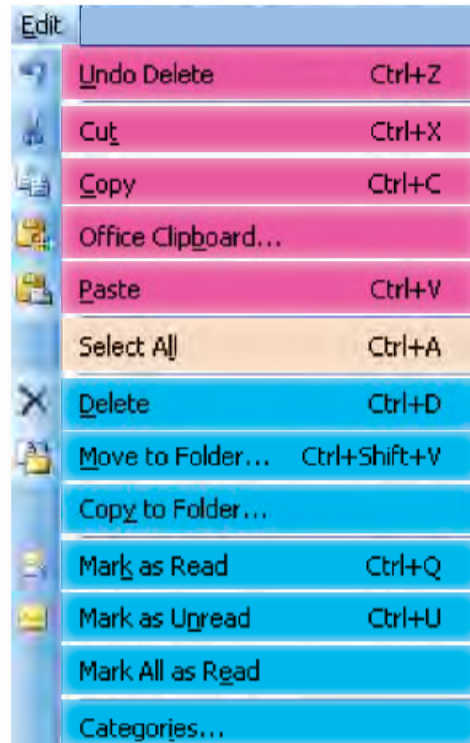 Edit
Undo Delete Ctrl+Z
Cut Ctrl+X
Copy Ctrl+C
Office Clipboard...
Paste Ctrl+V
Select All Ctrl+A
Delete Ctrl+D
Move to Folder... Ctrl+Shift+V
Copy to Folder...
Mark as Read Ctrl+Q
Mark as Unread Ctrl+U
Mark All as Read
Categories...